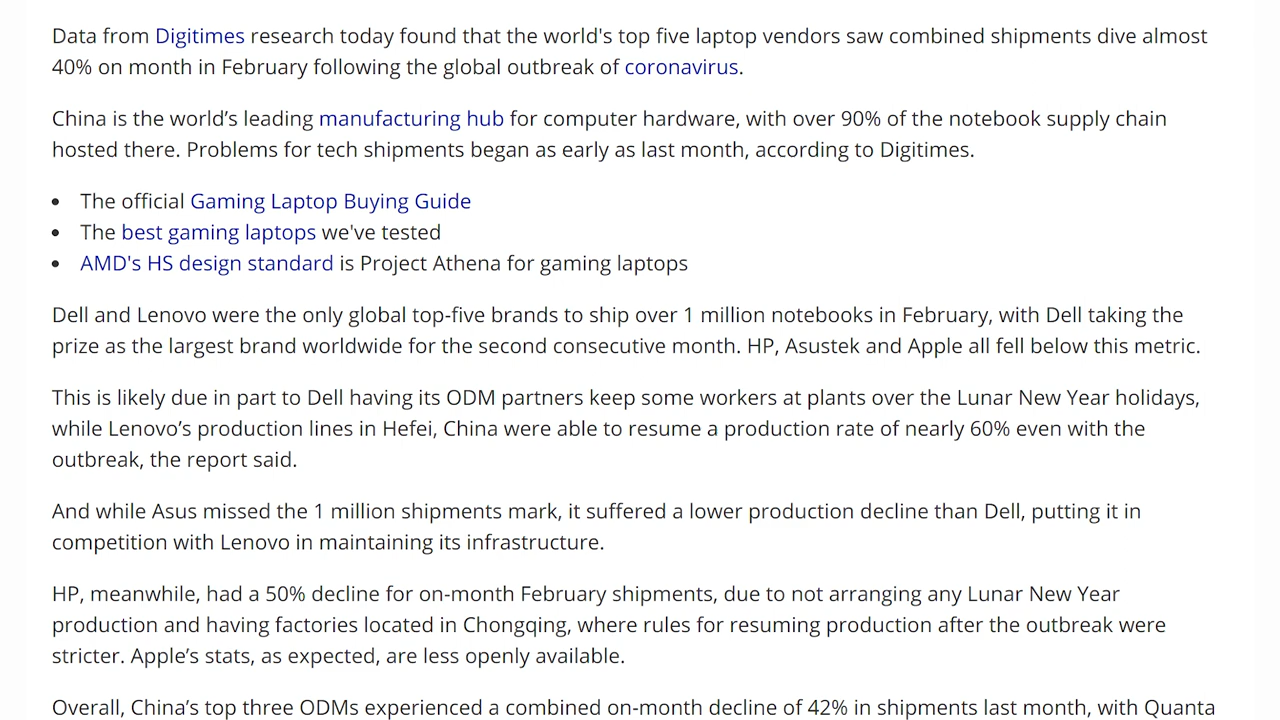 Data from Digitimes research today found that the world's top five laptop vendors saw combined shipments dive almost
40% on month in February following the global outbreak of coronavirus.
China is the world’s leading manufacturing hub for computer hardware, with over 90% of the notebook supply chain
hosted there. Problems for tech shipments began as early as last month, according to Digitimes.
• The official Gaming Laptop Buying Guide
• The best gaming laptops we've tested
• AMD's HS design standard is Project Athena for gaming laptops
Dell and Lenovo were the only global top-five brands to ship over 1 million notebooks in February, with Dell taking the
prize as the largest brand worldwide for the second consecutive month. HP, Asustek and Apple all fell below this metric.
This is likely due in part to Dell having its ODM partners keep some workers at plants over the Lunar New Year holidays,
while Lenovo’s production lines in Hefei, China were able to resume a production rate of nearly 60% even with the
outbreak, the report said.
And while Asus missed the 1 million shipments mark, it suffered a lower production decline than Dell, putting it in
competition with Lenovo in maintaining its infrastructure.
HP, meanwhile, had a 50% decline for on-month February shipments, due to not arranging any Lunar New Year
production and having factories located in Chongqing, where rules for resuming production after the outbreak were
stricter. Apple’s stats, as expected, are less openly available.
Overall, China’s top three ODMs experienced a combined on-month decline of 42% in shipments last month, with Quanta